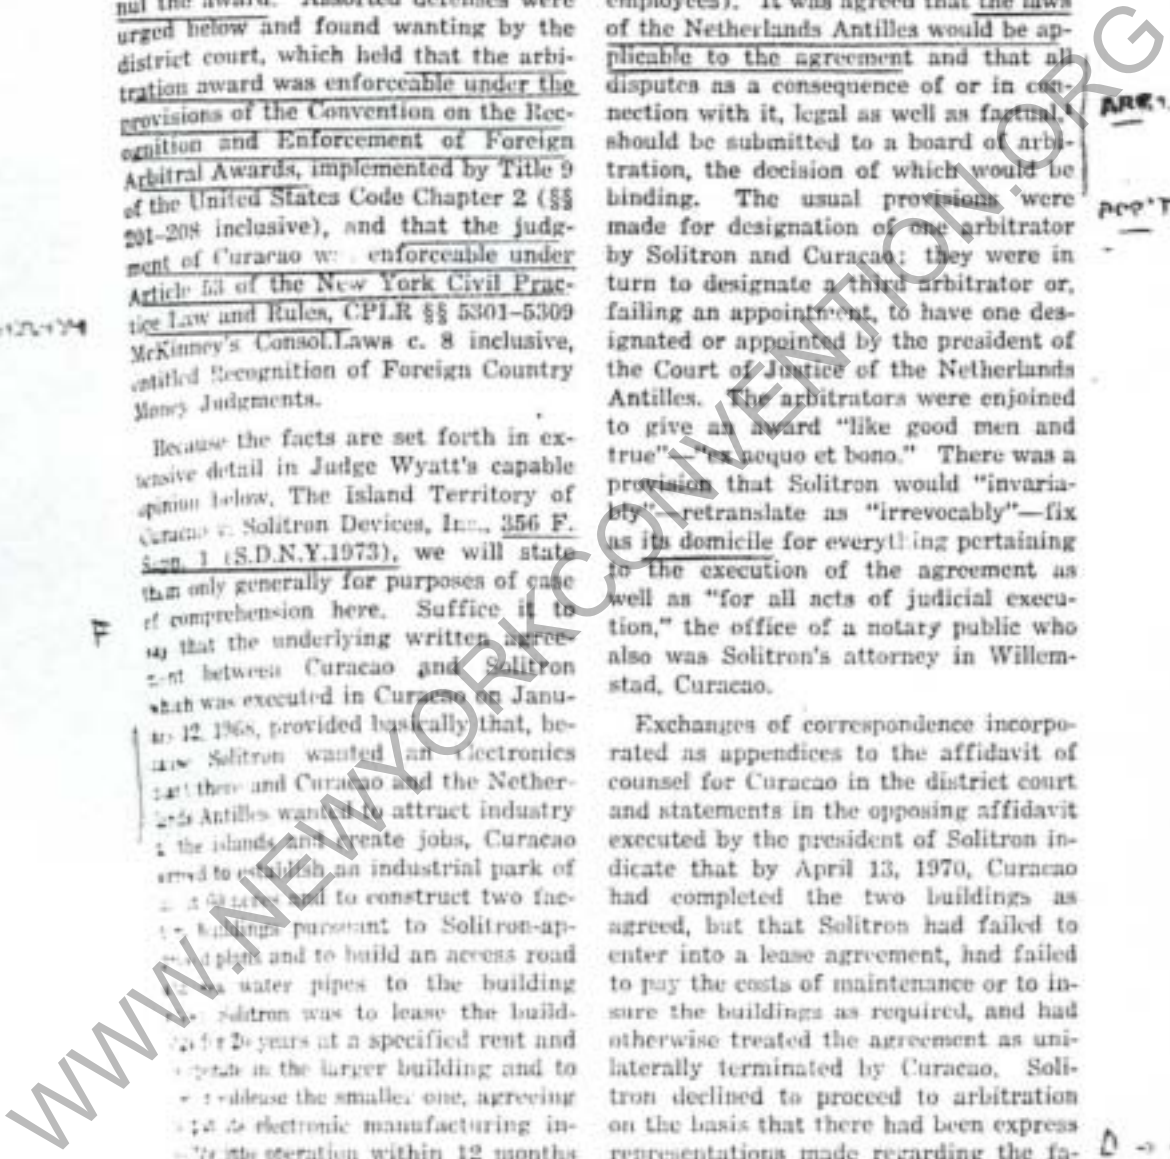 nul the award. Assorted defenses were
urged below and found wanting by the
district court, which held that the arbi-
tration award was enforceable under the
provisions of the Convention on the Rec-
ognition and Enforcement of Foreign
Arbitral Awards, implemented by Title 9
of the United States Code Chapter 2 (§§
201–208 inclusive), and that the judg-
ment of Curacao enforceable under
Article 53 of the New York Civil Prac-
tice Law and Rules, CPLR §§ 5301–5309
McKinney's Consol.Laws c. 8 inclusive,
entitled Recognition of Foreign Country
Money Judgments.
Because the facts are set forth in ex-
tensive detail in Judge Wyatt's capable
opinion below, The Island Territory of
Curacao v. Solitron Devices, Inc., 356 F.
Supp. 1 (S.D.N.Y.1973), we will state
them only generally for purposes of ease
of comprehension here. Suffice it to
say that the underlying written agree-
ment between Curacao and Solitron
which was executed in Curacao on Janu-
ary 12, 1968, provided basically that, be-
cause Solitron wanted an electronics
plant there and Curacao and the Nether-
lands Antilles wanted to attract industry
the islands and create jobs, Curacao
agreed to establish an industrial park of
and to construct two fac-
buildings pursuant to Solitron-ap-
plans and to build an access road
water pipes to the building
Solitron was to lease the build-
for 20 years at a specified rent and
operate in the larger building and to
sublease the smaller one, agreeing
electronic manufacturing in-
operation within 12 months
employees). It was agreed that the laws
of the Netherlands Antilles would be ap-
plicable to the agreement and that all
disputes as a consequence of or in con-
nection with it, legal as well as factual,
should be submitted to a board of arbi-
tration, the decision of which would be
binding. The usual provisions were
made for designation of one arbitrator
by Solitron and Curacao; they were in
turn to designate a third arbitrator or,
failing an appointment, to have one des-
ignated or appointed by the president of
the Court of Justice of the Netherlands
Antilles. The arbitrators were enjoined
to give an award "like good men and
true"—"ex aequo et bono." There was a
provision that Solitron would "invaria-
bly"—retranslate as "irrevocably"—fix
as its domicile for everything pertaining
to the execution of the agreement as
well as "for all acts of judicial execu-
tion," the office of a notary public who
also was Solitron's attorney in Willem-
stad, Curacao.
Exchanges of correspondence incorpo-
rated as appendices to the affidavit of
counsel for Curacao in the district court
and statements in the opposing affidavit
executed by the president of Solitron in-
dicate that by April 13, 1970, Curacao
had completed the two buildings as
agreed, but that Solitron had failed to
enter into a lease agreement, had failed
to pay the costs of maintenance or to in-
sure the buildings as required, and had
otherwise treated the agreement as uni-
laterally terminated by Curacao. Soli-
tron declined to proceed to arbitration
on the basis that there had been express
representations made regarding the fa-
F
D
WWW.NEWYORKCONVENTION.ORG